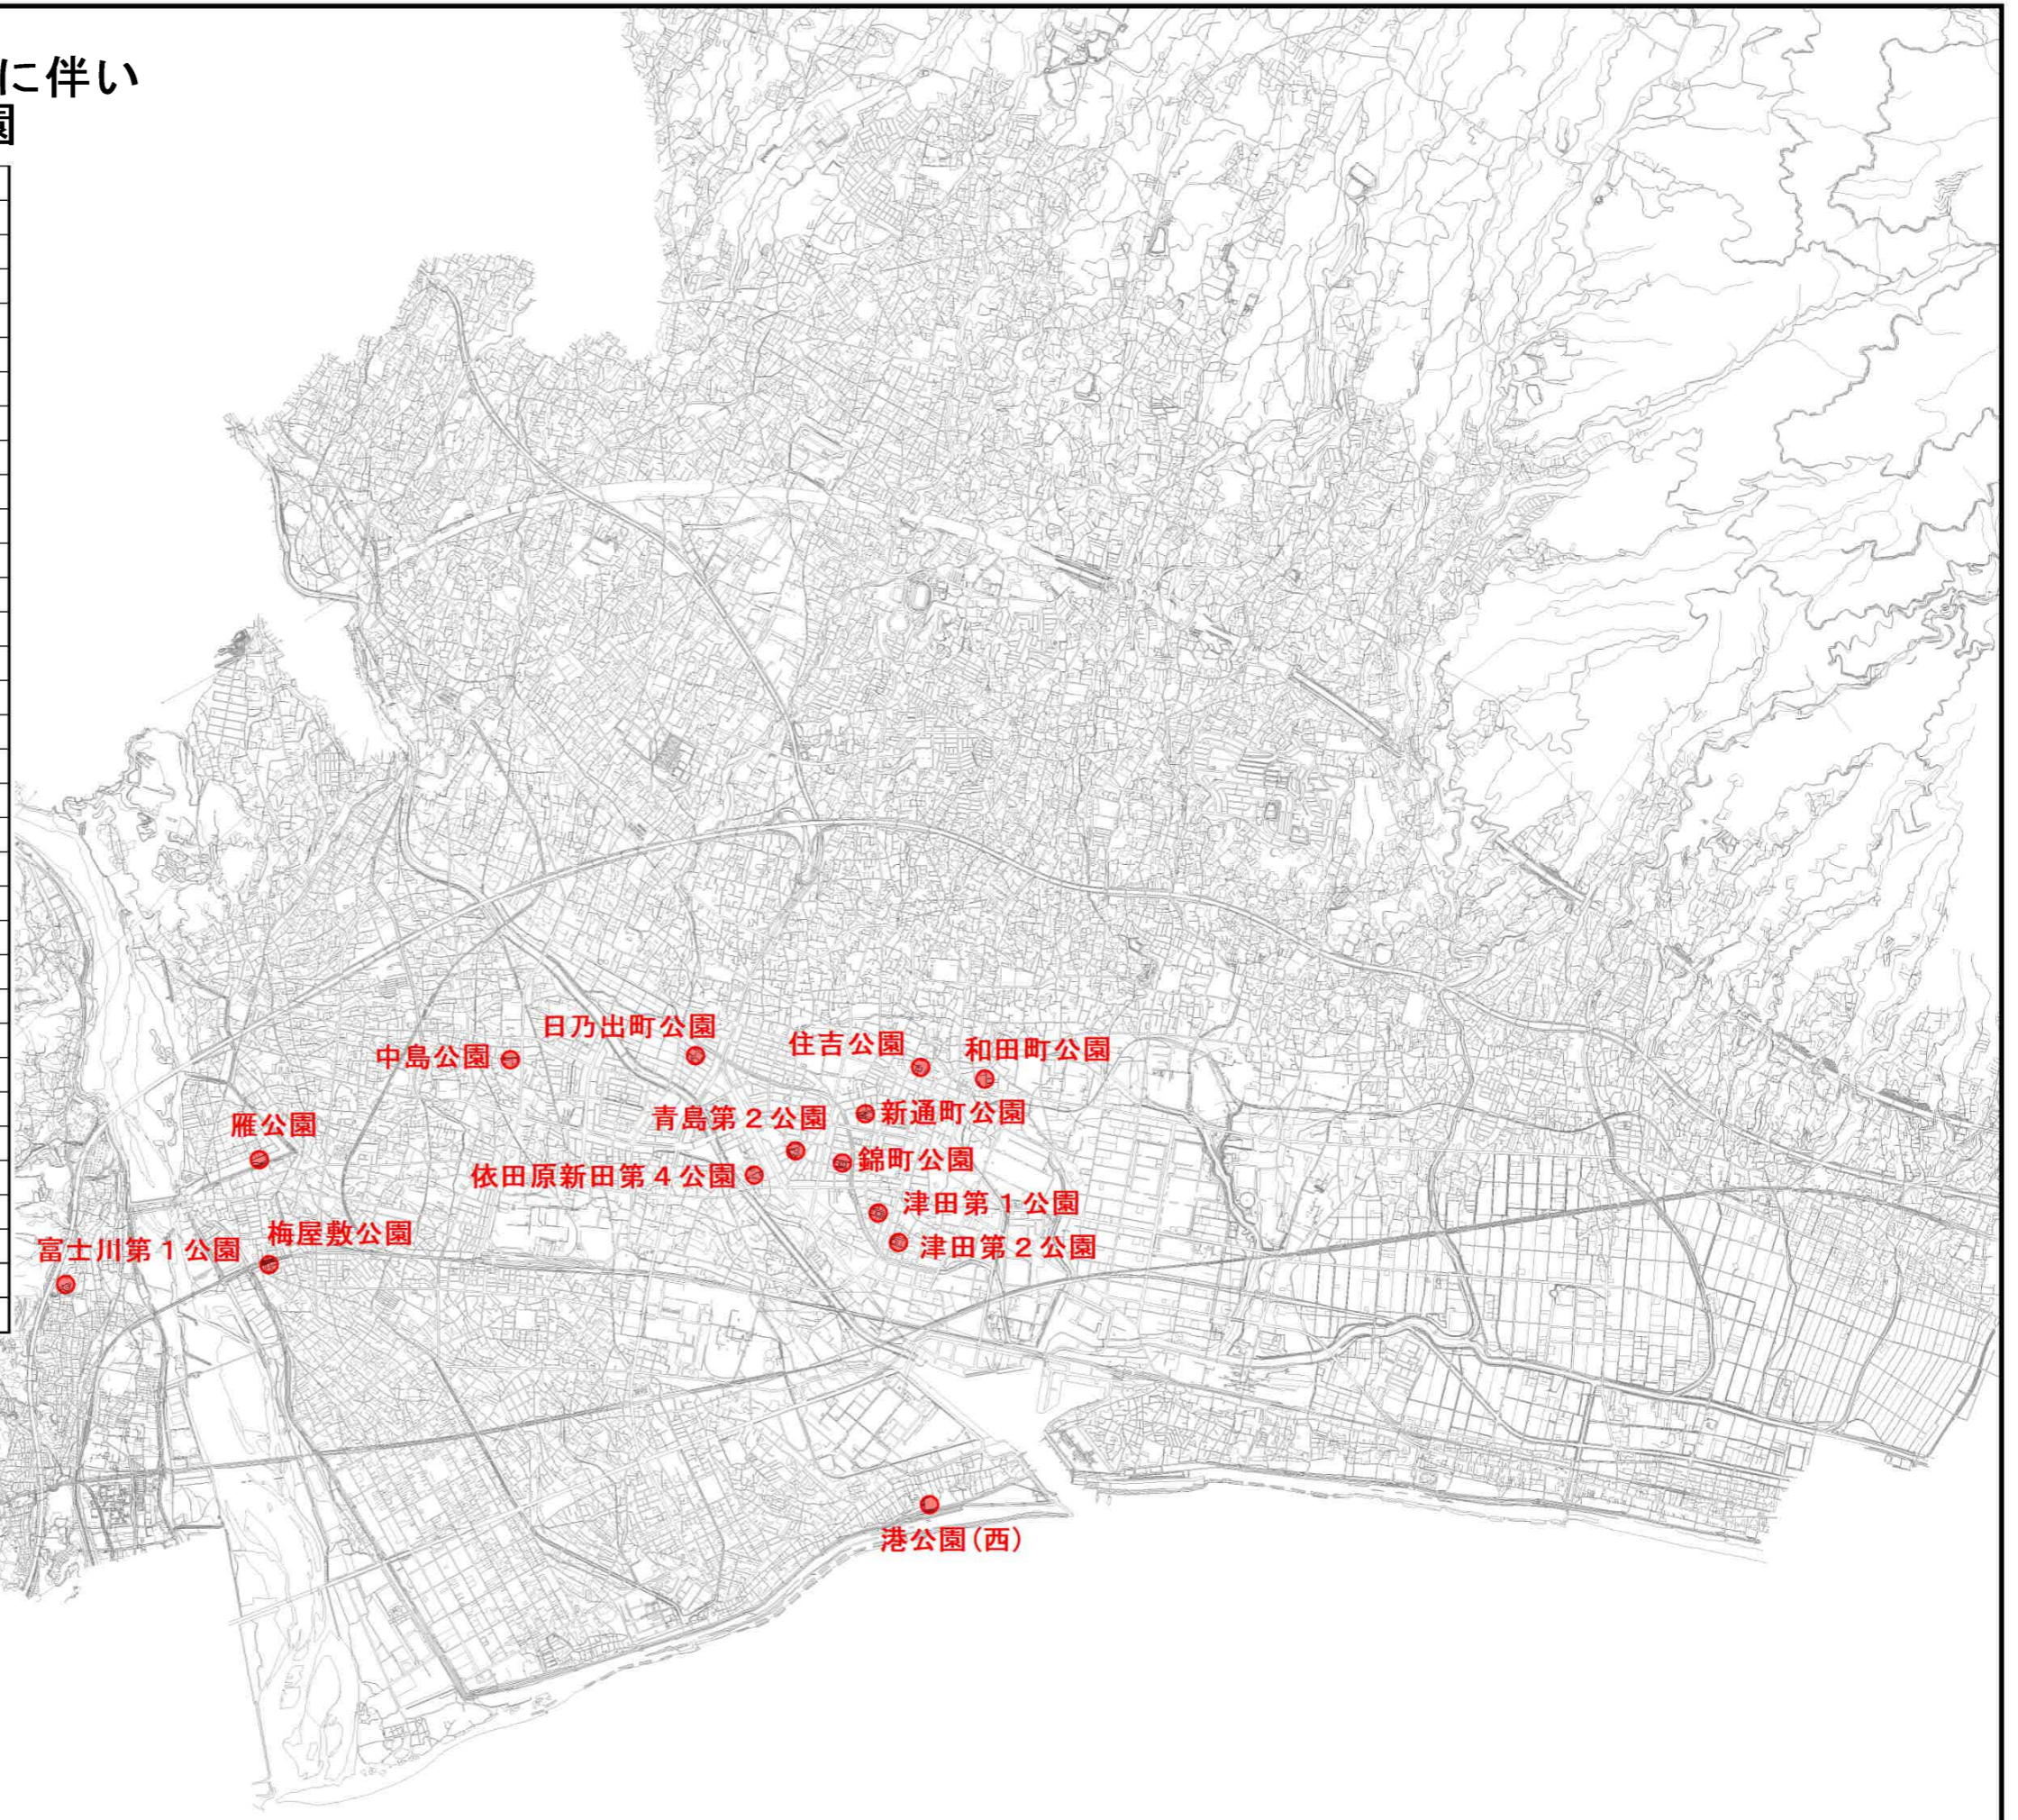 に伴い
園
日乃出町公園
住吉公園
和田町公園
中島公園
青島第２公園
新通町公園
雁公園
錦町公園
依田原新田第４公園
津田第１公園
梅屋敷公園
富士川第１公園
津田第２公園
港公園(西)